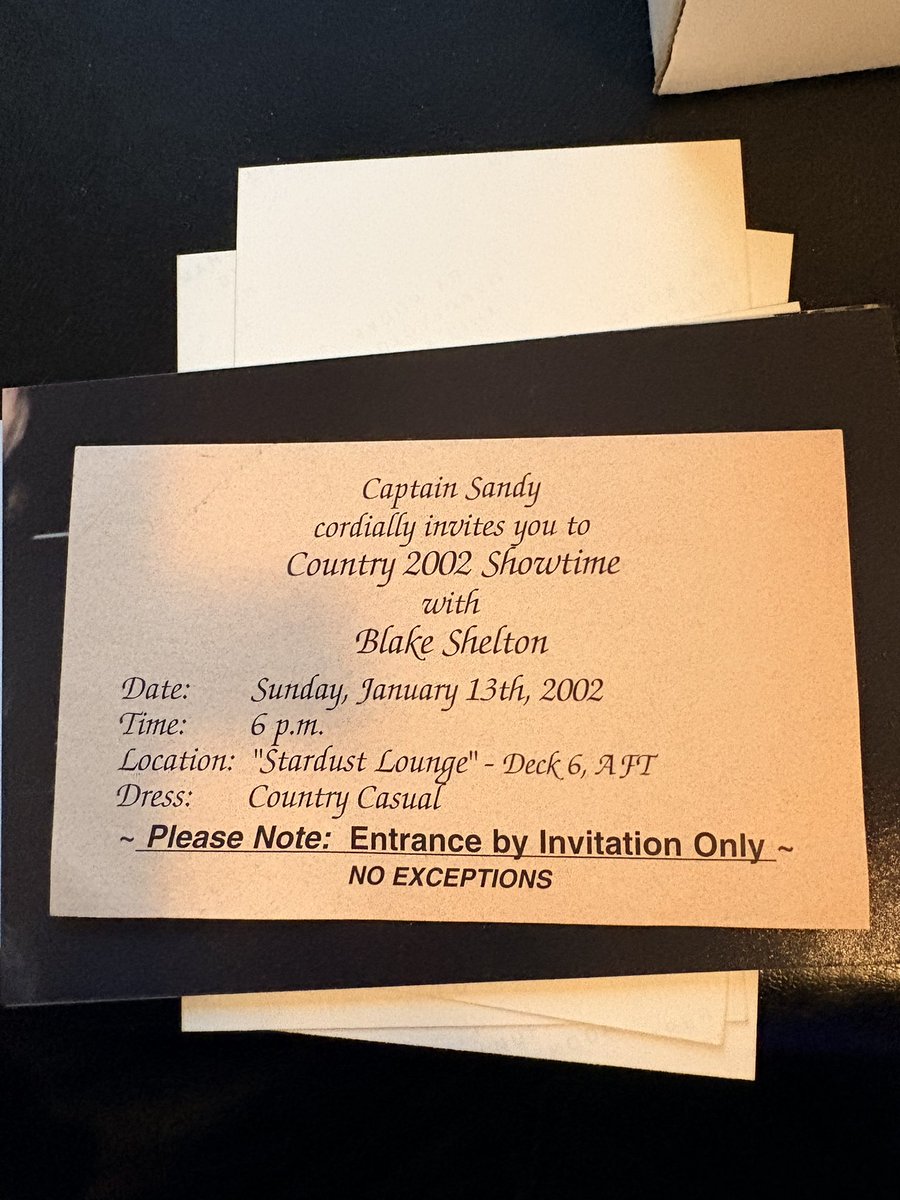 Captain Sandy
cordially invites you to
Country 2002 Showtime
with
Blake Shelton
Date: Sunday, January 13th, 2002
Time: 6 p.m.
Location: "Stardust Lounge" - Deck 6, AFT
Dress: Country Casual
~ Please Note: Entrance by Invitation Only ~
NO EXCEPTIONS